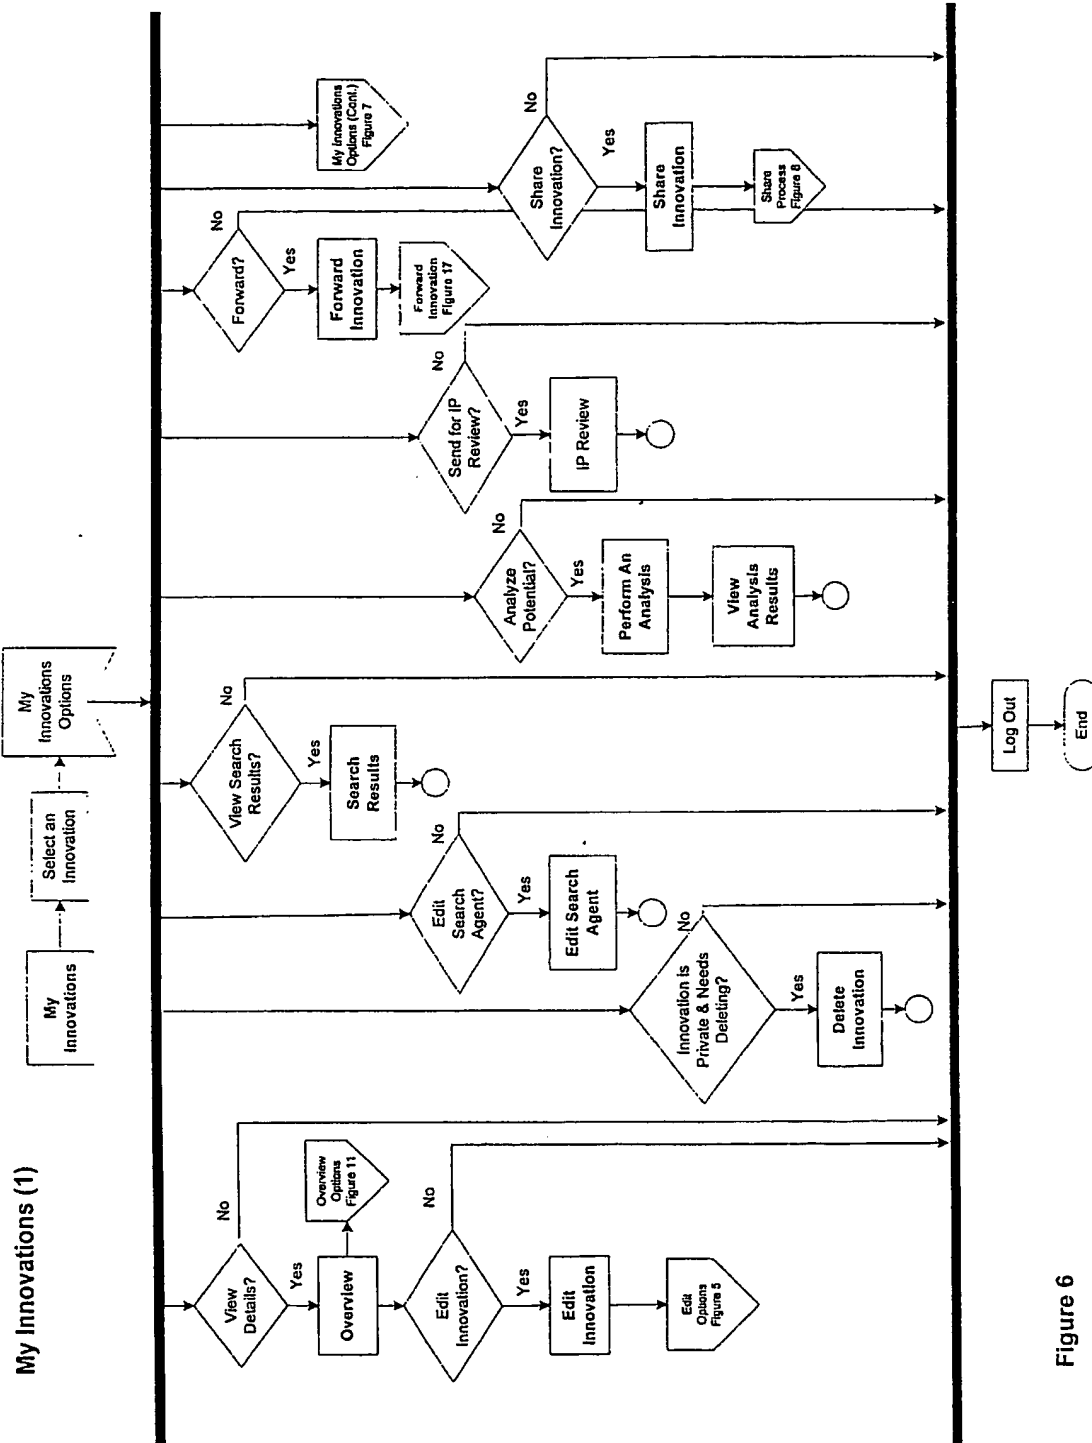 My Innovations (1)
My
Innovations
Select an
Innovation
My
Innovations
Options
View
Details?
No
Yes
Overview
Overview
Options
Figure 11
Edit
Innovation?
No
Yes
Edit
Innovation
Edit
Options
Figure 5
Innovation is
Private & Needs
Deleting?
No
Yes
Delete
Innovation
Edit
Search
Agent?
No
Yes
Edit Search
Agent
View Search
Results?
No
Yes
Search
Results
Analyze
Potential?
No
Yes
Perform An
Analysis
View
Analysis
Results
Send for IP
Review?
No
Yes
IP Review
Forward?
No
Yes
Forward
Innovation
Forward
Innovation
Figure 17
Share
Innovation?
No
Yes
Share
Innovation
Share
Process
Figure 8
My Innovations
Options (Cont.)
Figure 7
Log Out
End
Figure 6